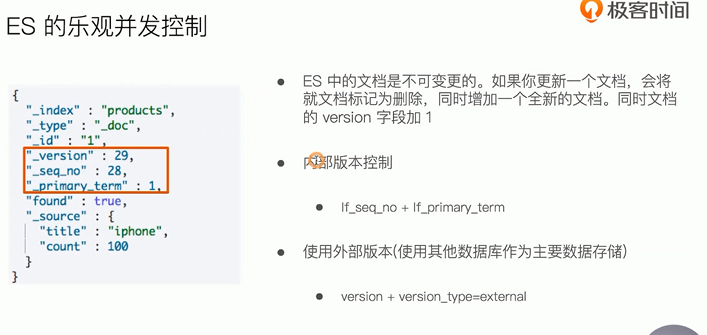 极客时间
ES 的乐观并发控制
{
"_index" : "products",
"_type" : "_doc",
"_id" : "1",
"_version" : 29,
"_seq_no" : 28,
"_primary_term" : 1,
"found" : true,
"_source" : {
"title" : "iphone",
"count" : 100
}
}
ES 中的文档是不可变更的。如果你更新一个文档，会将
就文档标记为删除，同时增加一个全新的文档。同时文档
的 version 字段加 1
内部版本控制
If_seq_no + If_primary_term
使用外部版本(使用其他数据库作为主要数据存储)
version + version_type=external